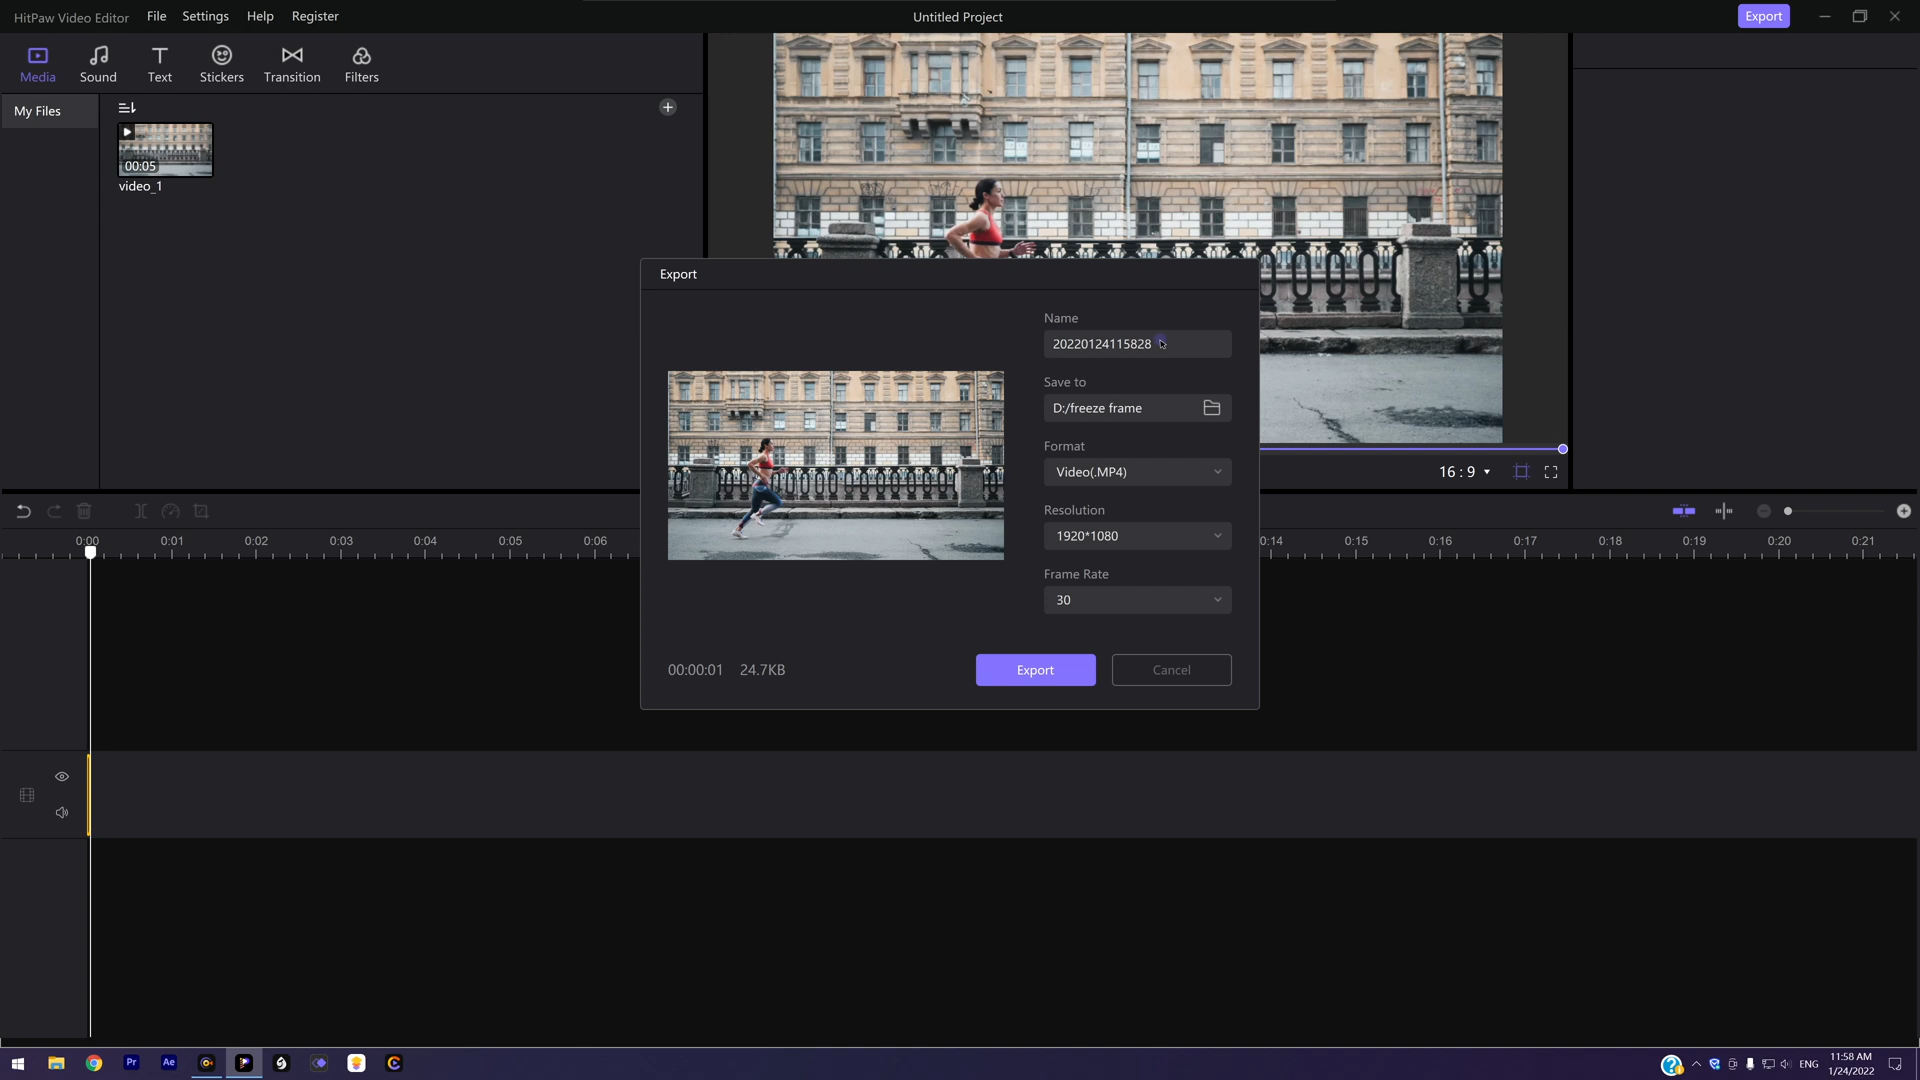 HitPaw Video Editor
File
Settings
Help
Register
Untitled Project
Export
Media
Sound
Text
Stickers
Transition
Filters
My Files
00:05
video_1
Export
Name
20220124115828
Save to
D:/freeze frame
Format
Video(.MP4)
16 : 9
Resolution
1920*1080
0:00
0:01
0:02
0:03
0:04
0:05
0:06
0:14
0:15
0:16
0:17
0:18
0:19
0:20
0:21
Frame Rate
30
00:00:01
24.7KB
Export
Cancel
Pr
Ae
ENG
11:58 AM
1/24/2022